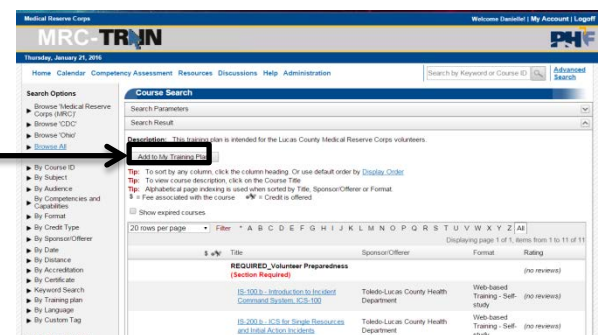 Medical Reserve Corps
Welcome Danielle! | My Account | Logoff
MRC-TRAIN
PHF
Thursday, January 21, 2016
Home Calendar Competency Assessment Resources Discussions Help Administration
Search by Keyword or Course ID
Advanced Search
Search Options
Browse 'Medical Reserve Corps (MRC)'
Browse 'CDC'
Browse 'Ohio'
Browse All
By Course ID
By Subject
By Audience
By Competencies and Capabilities
By Format
By Credit Type
By Sponsor/Offerer
By Date
By Distance
By Accreditation
By Certificate
Keyword Search
By Training plan
By Language
By Custom Tag
Course Search
Search Parameters
Search Result
Description: This training plan is intended for the Lucas County Medical Reserve Corps volunteers.
Add to My Training Plan
Tip: To sort by any column, click the column heading. Or use default order by Display Order
Tip: To view course description, click on the Course Title
Tip: Alphabetical page indexing is used when sorted by Title, Sponsor/Offerer or Format.
$ = Fee associated with the course = Credit is offered
Show expired courses
20 rows per page Filter * A B C D E F G H I J K L M N O P Q R S T U V W X Y Z All
Displaying page 1 of 1, items from 1 to 11 of 11
$ Title Sponsor/Offerer Format Rating
REQUIRED_Volunteer Preparedness (no reviews)
(Section Required)
IS-100.b - Introduction to Incident Command System, ICS-100
Toledo-Lucas County Health Department
Web-based Training - Self-study
(no reviews)
IS-200.b - ICS for Single Resources and Initial Action Incidents
Toledo-Lucas County Health Department
Web-based Training - Self-study
(no reviews)